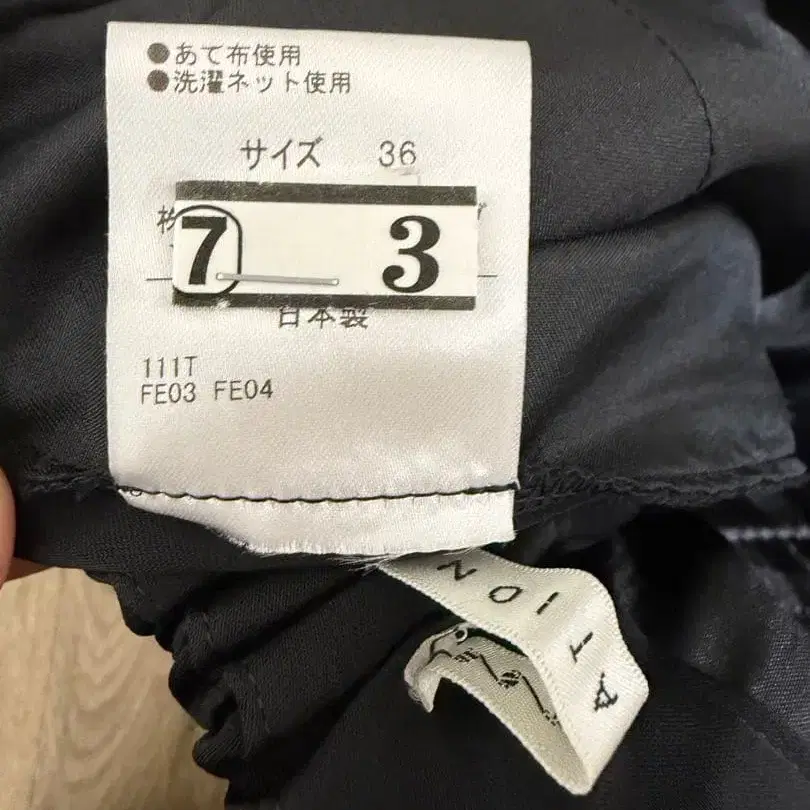 ●あて布使用
●洗濯ネット使用
サイズ 36
7 3
日本製
111T
FE03 FE04